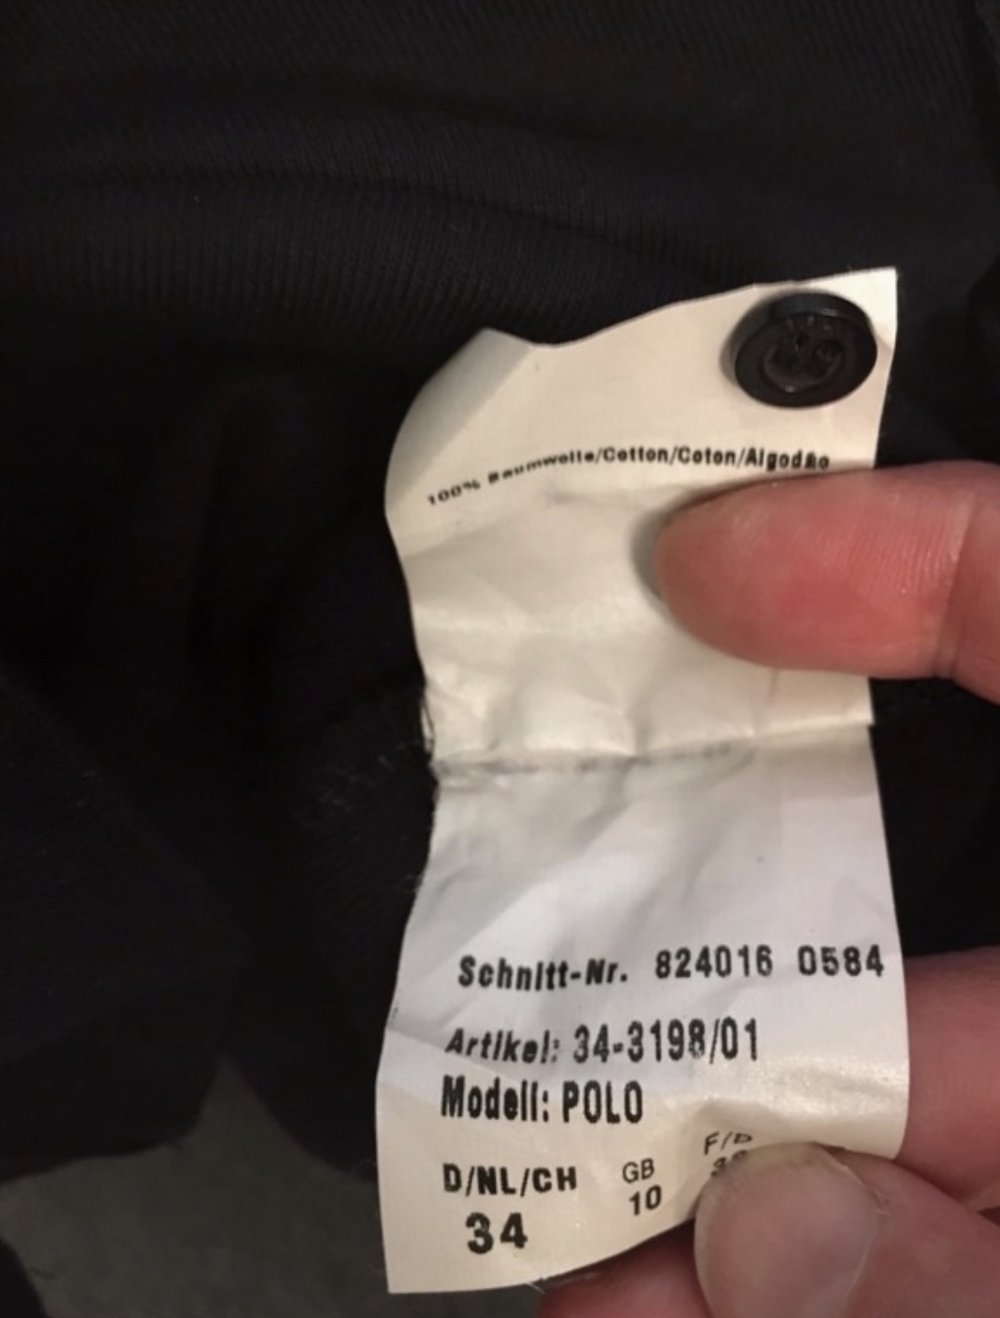 100% Baumwolle/Cotton/Coton/Algodão
Schnitt-Nr. 824016 0584
Artikel: 34-3198/01
Modell: POLO
D/NL/CH GB F/B
34 10